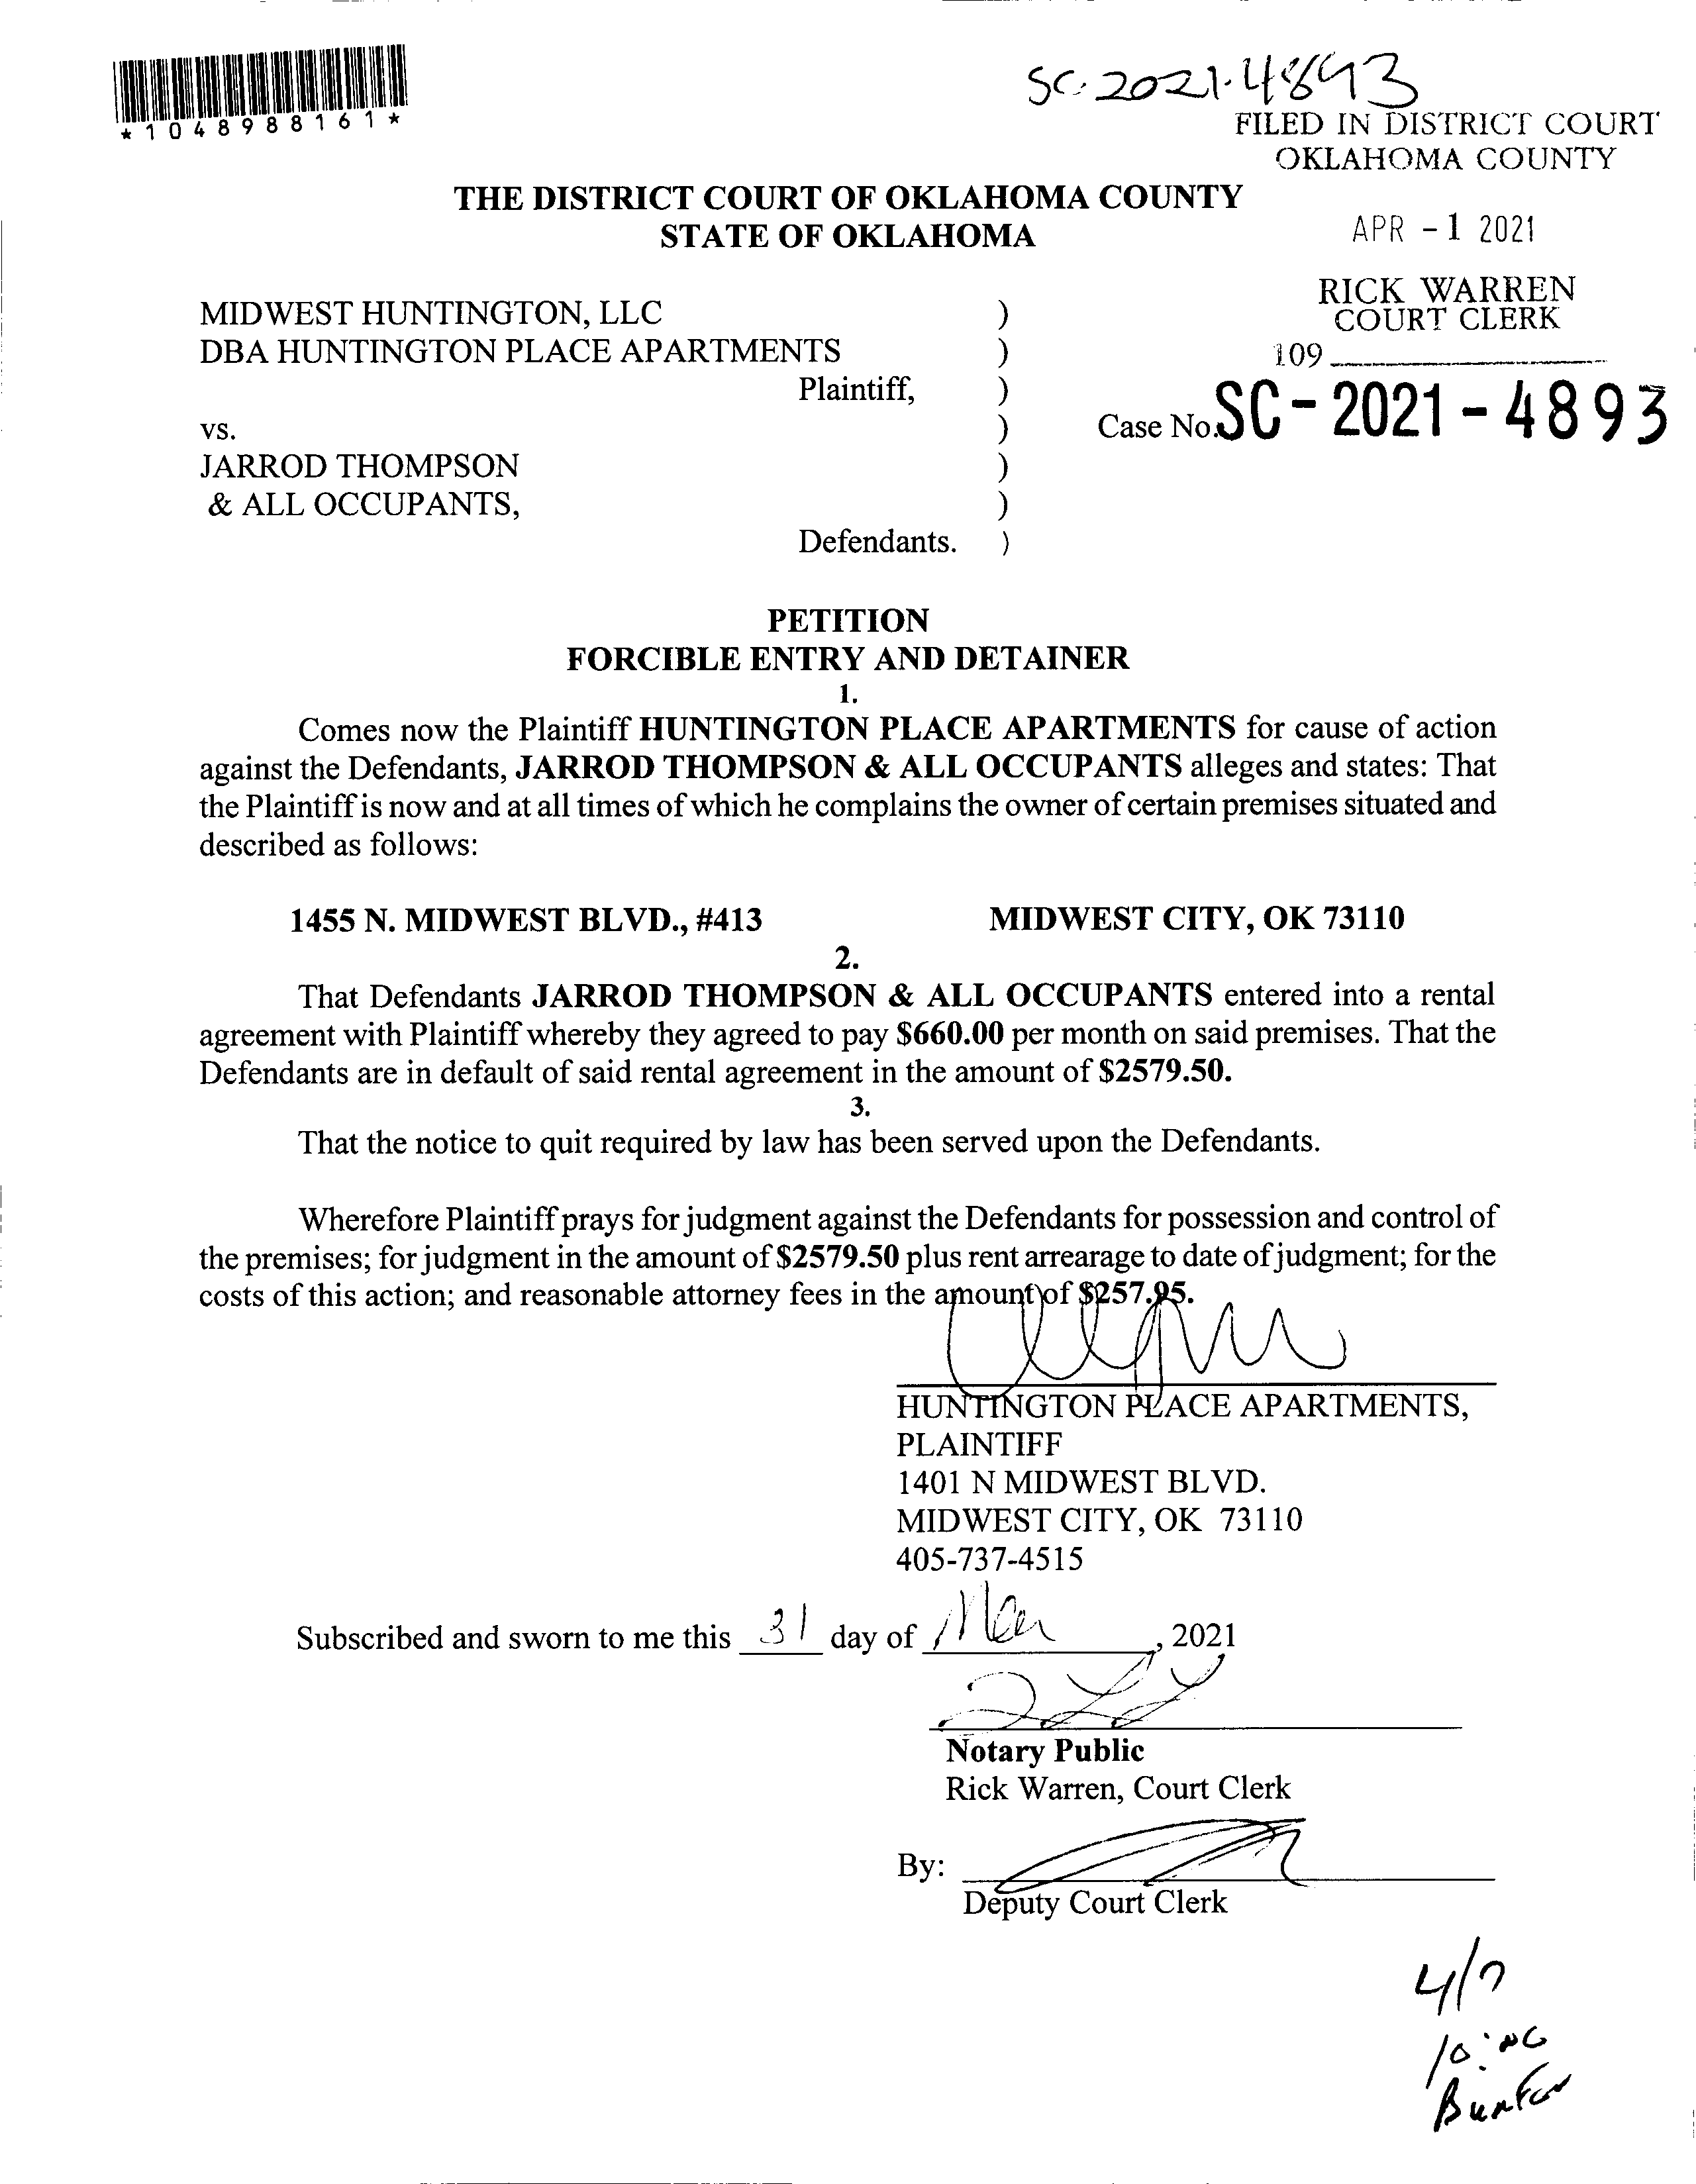 *1048988161*
SC-2021-4893
FILED IN DISTRICT COURT
OKLAHOMA COUNTY
THE DISTRICT COURT OF OKLAHOMA COUNTY
STATE OF OKLAHOMA
APR -1 2021
RICK WARREN
COURT CLERK
109
MIDWEST HUNTINGTON, LLC )
DBA HUNTINGTON PLACE APARTMENTS )
Plaintiff, )
vs. ) Case No. SC-2021-4893
JARROD THOMPSON )
& ALL OCCUPANTS, )
Defendants. )
PETITION
FORCIBLE ENTRY AND DETAINER
1.
Comes now the Plaintiff HUNTINGTON PLACE APARTMENTS for cause of action
against the Defendants, JARROD THOMPSON & ALL OCCUPANTS alleges and states: That
the Plaintiff is now and at all times of which he complains the owner of certain premises situated and
described as follows:
1455 N. MIDWEST BLVD., #413 MIDWEST CITY, OK 73110
2.
That Defendants JARROD THOMPSON & ALL OCCUPANTS entered into a rental
agreement with Plaintiff whereby they agreed to pay $660.00 per month on said premises. That the
Defendants are in default of said rental agreement in the amount of $2579.50.
3.
That the notice to quit required by law has been served upon the Defendants.
Wherefore Plaintiff prays for judgment against the Defendants for possession and control of
the premises; for judgment in the amount of $2579.50 plus rent arrearage to date of judgment; for the
costs of this action; and reasonable attorney fees in the amount of $257.95.
HUNTINGTON PLACE APARTMENTS,
PLAINTIFF
1401 N MIDWEST BLVD.
MIDWEST CITY, OK 73110
405-737-4515
Subscribed and sworn to me this 31 day of Mar, 2021
Notary Public
Rick Warren, Court Clerk
By:
Deputy Court Clerk
4/7